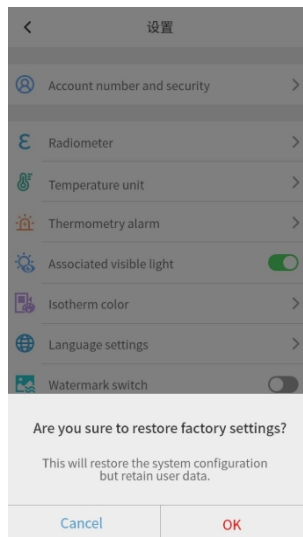 设置
Account number and security
Radiometer
Temperature unit
Thermometry alarm
Associated visible light
Isotherm color
Language settings
Watermark switch
Are you sure to restore factory settings?
This will restore the system configuration
but retain user data.
Cancel OK